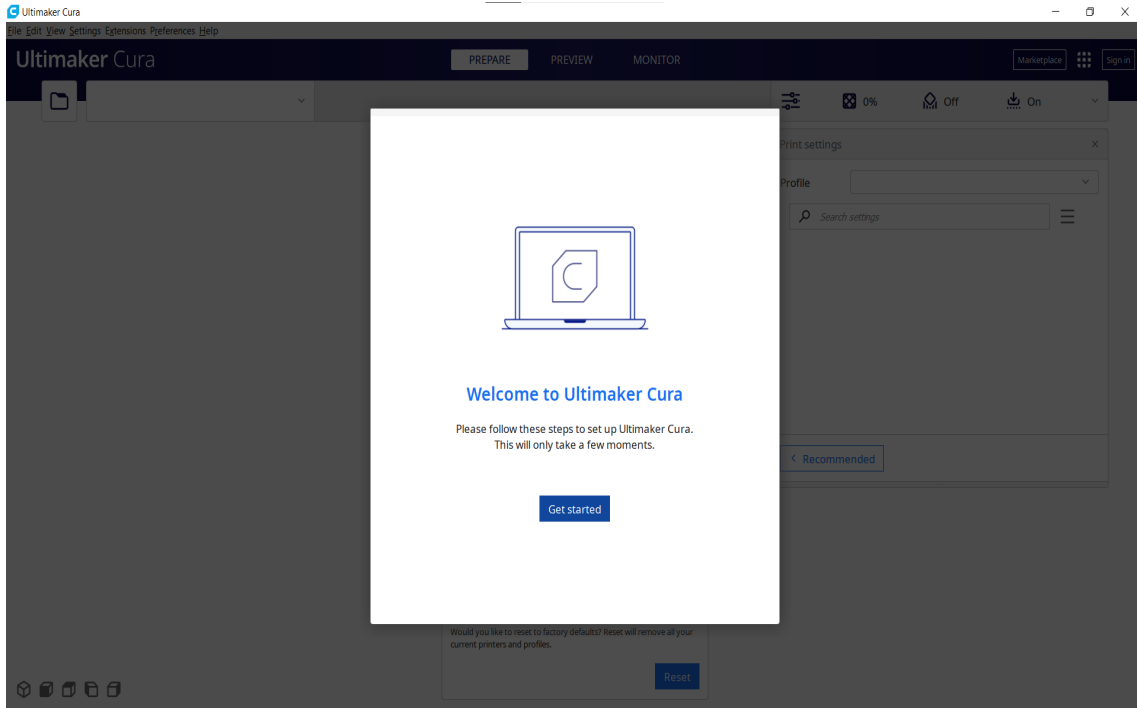 Ultimaker Cura
File Edit View Settings Extensions Preferences Help
Ultimaker Cura
PREPARE
PREVIEW
MONITOR
Marketplace
Sign in
0%
Off
On
Print settings
Profile
Search settings
Welcome to Ultimaker Cura
Please follow these steps to set up Ultimaker Cura.
This will only take a few moments.
Recommended
Get started
Would you like to reset to factory defaults? Reset will remove all your
current printers and profiles.
Reset